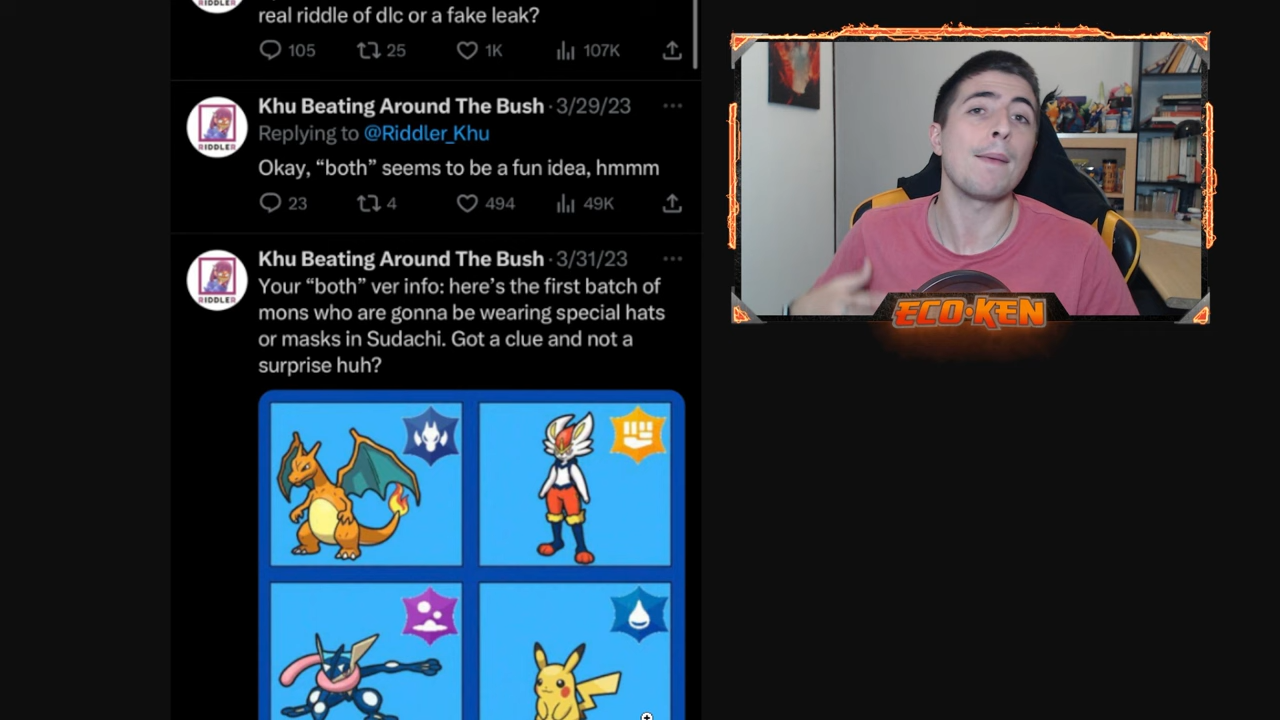 RIDDLER
real riddle of dlc or a fake leak?
105 25 1K 107K
Khu Beating Around The Bush · 3/29/23
Replying to @Riddler_Khu
RIDDLER
Okay, “both” seems to be a fun idea, hmmm
23 4 494 49K
Khu Beating Around The Bush · 3/31/23
Your “both” ver info: here’s the first batch of
RIDDLER
mons who are gonna be wearing special hats
or masks in Sudachi. Got a clue and not a
surprise huh?
ECO·KEN